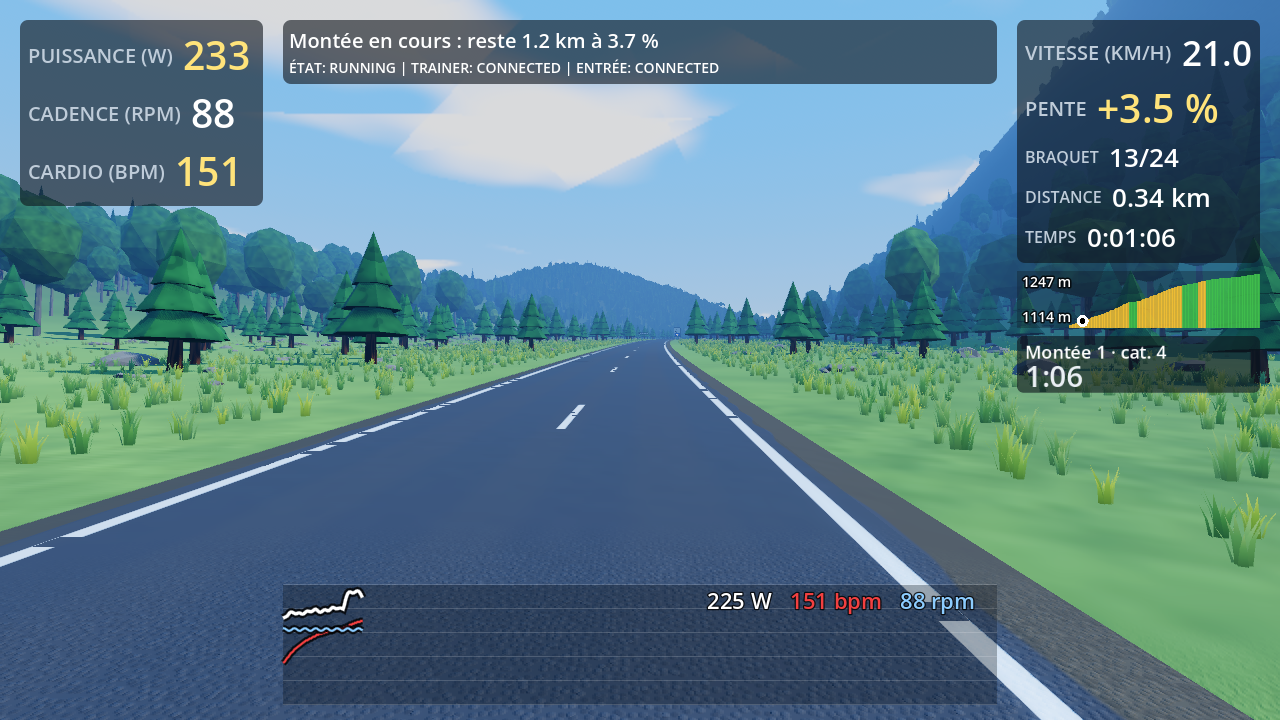 PUISSANCE (W) 233
CADENCE (RPM) 88
CARDIO (BPM) 151
Montée en cours : reste 1.2 km à 3.7 %
ÉTAT: RUNNING | TRAINER: CONNECTED | ENTRÉE: CONNECTED
VITESSE (KM/H) 21.0
PENTE +3.5 %
BRAQUET 13/24
DISTANCE 0.34 km
TEMPS 0:01:06
1247 m
1114 m
Montée 1 · cat. 4
1:06
225 W 151 bpm 88 rpm